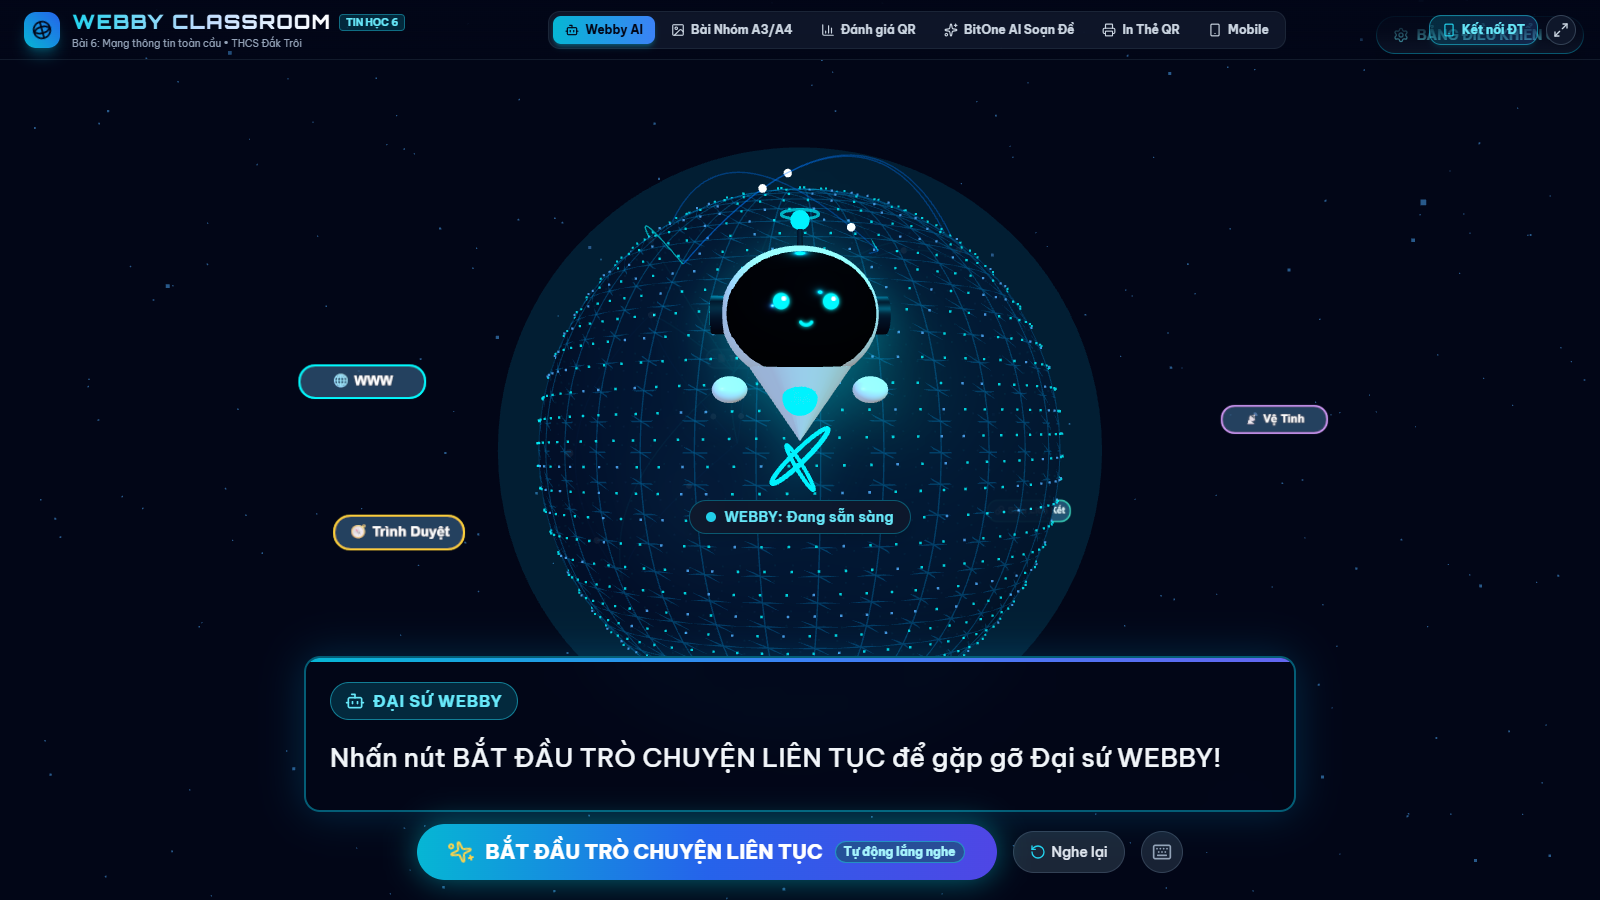 WEBBY CLASSROOM TIN HỌC 6
Bài 6: Mạng thông tin toàn cầu • THCS Đắk Trôi
Webby AI
Bài Nhóm A3/A4
Đánh giá QR
BitOne AI Soạn Đề
In Thẻ QR
Mobile
BẢNG ĐIỀU KHIỂN
Kết nối ĐT
WWW
Vệ Tinh
Trình Duyệt
WEBBY: Đang sẵn sàng
ĐẠI SỨ WEBBY
Nhấn nút BẮT ĐẦU TRÒ CHUYỆN LIÊN TỤC để gặp gỡ Đại sứ WEBBY!
BẮT ĐẦU TRÒ CHUYỆN LIÊN TỤC Tự động lắng nghe
Nghe lại